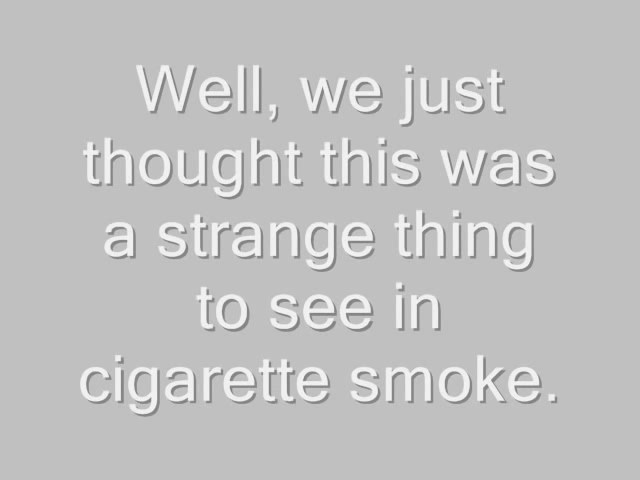 Well, we just
thought this was
a strange thing
to see in
cigarette smoke.